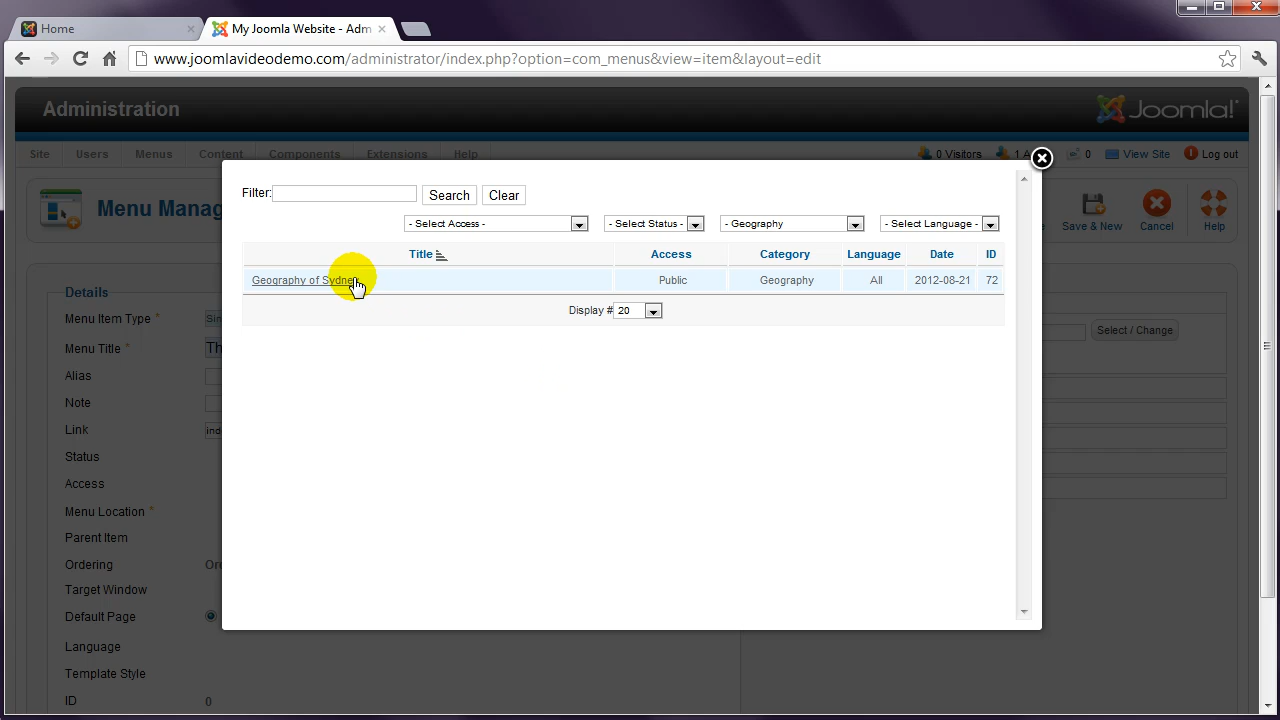 Home
My Joomla Website - Adm
www.joomlavideodemo.com/administrator/index.php?option=com_menus&view=item&layout=edit
Administration
Joomla!
Site Users Menus Content Components Extensions Help 0 Visitors 0 View Site Log out
Menu Manag
Save & New Cancel Help
Filter: Search Clear
- Select Access - - Select Status - - Geography - Select Language -
Title Access Category Language Date ID
Geography of Sydney Public Geography All 2012-08-21 72
Display # 20
Details
Menu Item Type *
Menu Title * Th
Alias
Note
Link ind
Status
Access
Menu Location *
Parent Item
Ordering Ore
Target Window
Default Page
Language
Template Style
ID 0
Select / Change